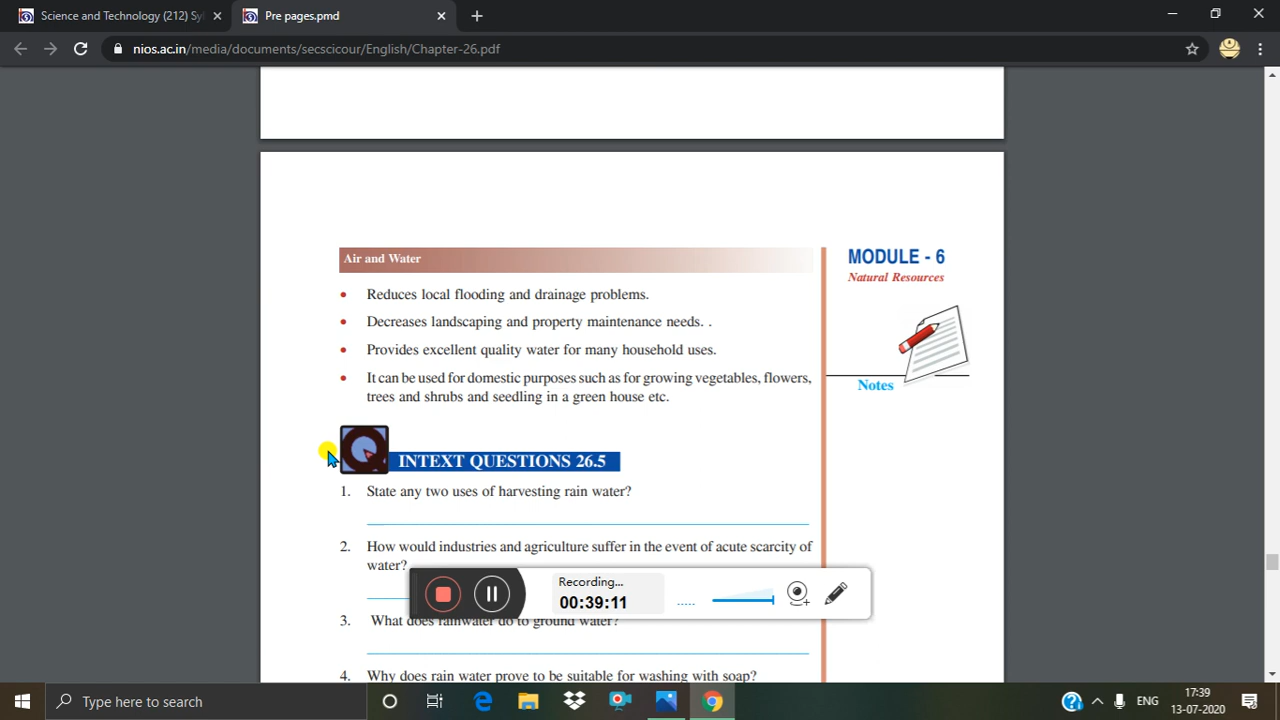 Science and Technology (212) Syl
Pre pages.pmd
nios.ac.in/media/documents/secscicour/English/Chapter-26.pdf
Air and Water
MODULE - 6
Natural Resources
Notes
• Reduces local flooding and drainage problems.
• Decreases landscaping and property maintenance needs. .
• Provides excellent quality water for many household uses.
• It can be used for domestic purposes such as for growing vegetables, flowers,
trees and shrubs and seedling in a green house etc.
INTEXT QUESTIONS 26.5
1. State any two uses of harvesting rain water?
2. How would industries and agriculture suffer in the event of acute scarcity of
water?
3. What does rainwater do to ground water?
4. Why does rain water prove to be suitable for washing with soap?
Recording...
00:39:11
Type here to search
ENG
17:39
13-07-2020